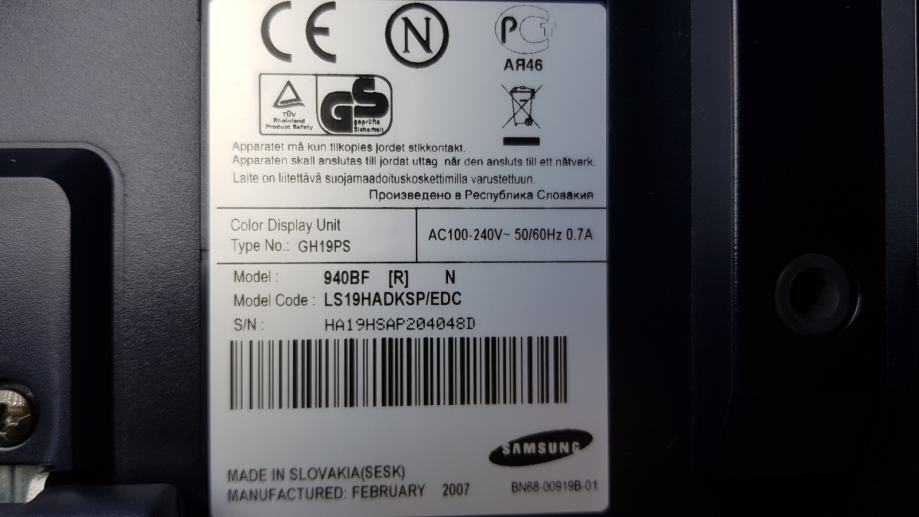 CE N PCT
АЯ46
TÜV
Rheinland
Product Safety
GS
geprüfte
Sicherheit
Apparatet må kun tilkoples jordet stikkontakt.
Apparaten skall anslutas till jordat uttag när den ansluts till ett nätverk.
Laite on liitettävä suojamaadoituskoskettimilla varustettuun.
Произведено в Республика Словакия
Color Display Unit
Type No.: GH19PS
AC100-240V~ 50/60Hz 0.7A
Model : 940BF [R] N
Model Code : LS19HADKSP/EDC
S/N : HA19HSAP204048D
SAMSUNG
MADE IN SLOVAKIA(SESK)
MANUFACTURED: FEBRUARY 2007
BN68-00919B-01